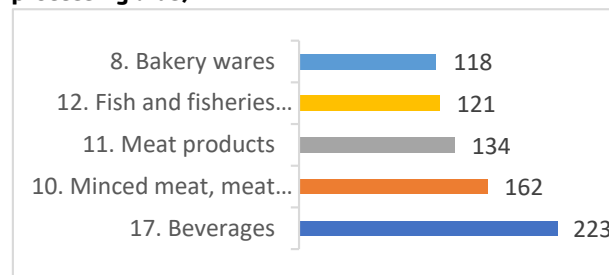 8. Bakery wares 118
12. Fish and fisheries… 121
11. Meat products 134
10. Minced meat, meat… 162
17. Beverages 223